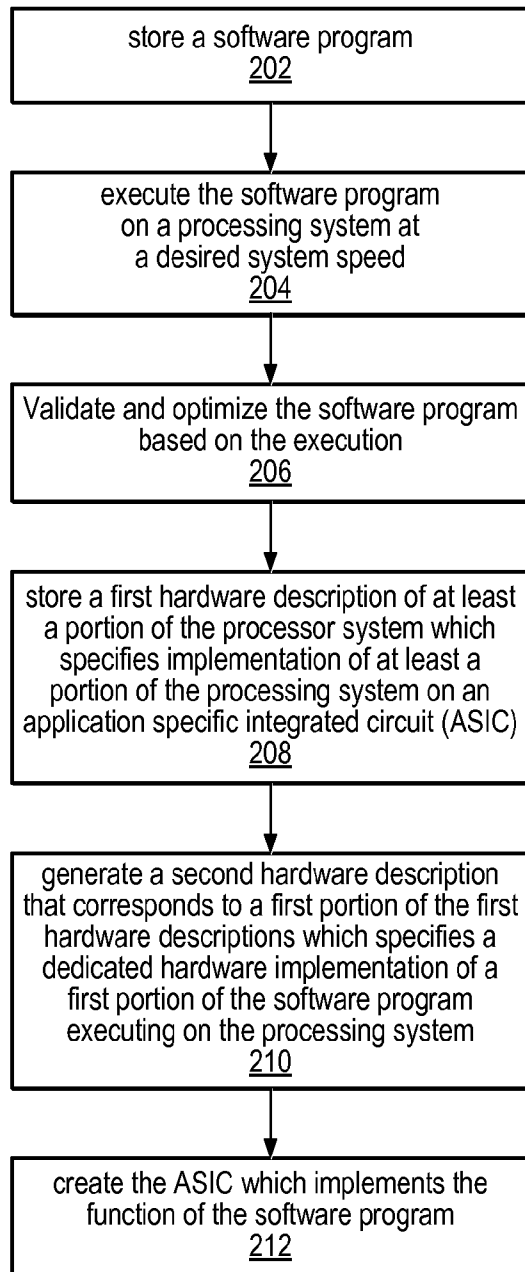 store a software program
202
execute the software program
on a processing system at
a desired system speed
204
Validate and optimize the software program
based on the execution
206
store a first hardware description of at least
a portion of the processor system which
specifies implementation of at least a
portion of the processing system on an
application specific integrated circuit (ASIC)
208
generate a second hardware description
that corresponds to a first portion of the first
hardware descriptions which specifies a
dedicated hardware implementation of a
first portion of the software program
executing on the processing system
210
create the ASIC which implements the
function of the software program
212